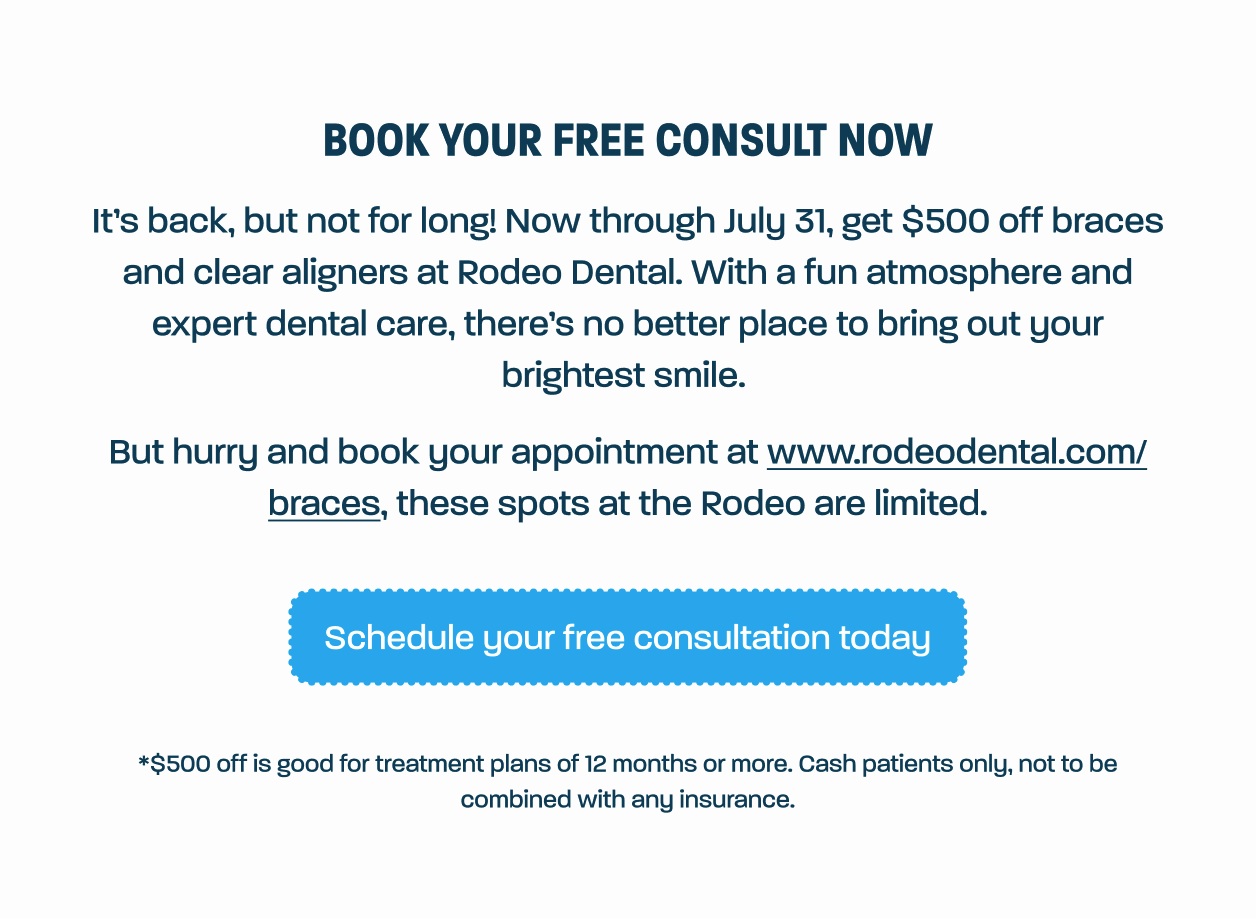 BOOK YOUR FREE CONSULT NOW
It’s back, but not for long! Now through July 31, get $500 off braces
and clear aligners at Rodeo Dental. With a fun atmosphere and
expert dental care, there’s no better place to bring out your
brightest smile.
But hurry and book your appointment at www.rodeodental.com/
braces, these spots at the Rodeo are limited.
Schedule your free consultation today
*$500 off is good for treatment plans of 12 months or more. Cash patients only, not to be
combined with any insurance.